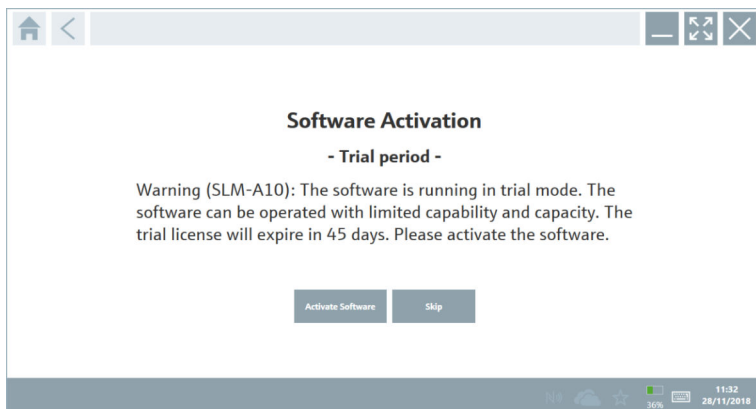 Software Activation
- Trial period -
Warning (SLM-A10): The software is running in trial mode. The
software can be operated with limited capability and capacity. The
trial license will expire in 45 days. Please activate the software.
Activate Software
Skip
36%
11:32
28/11/2018